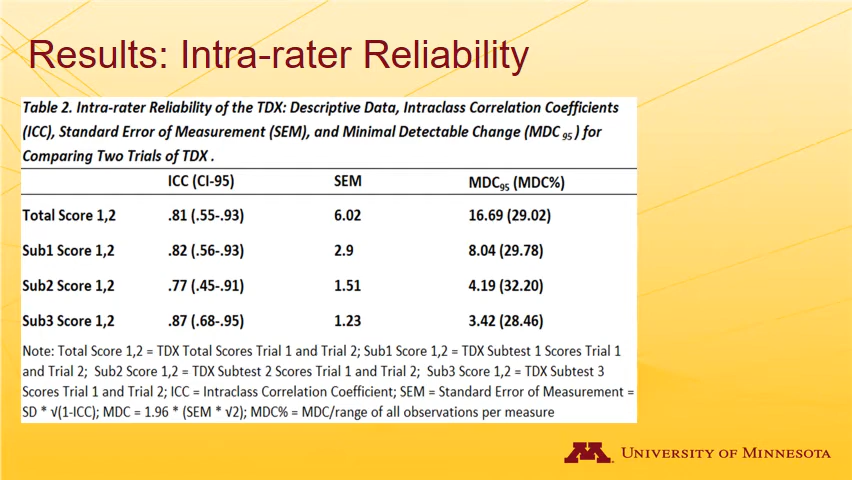 Results: Intra-rater Reliability
Table 2. Intra-rater Reliability of the TDX: Descriptive Data, Intraclass Correlation Coefficients
(ICC), Standard Error of Measurement (SEM), and Minimal Detectable Change (MDC 95 ) for
Comparing Two Trials of TDX .
ICC (CI-95) SEM MDC95 (MDC%)
Total Score 1,2 .81 (.55-.93) 6.02 16.69 (29.02)
Sub1 Score 1,2 .82 (.56-.93) 2.9 8.04 (29.78)
Sub2 Score 1,2 .77 (.45-.91) 1.51 4.19 (32.20)
Sub3 Score 1,2 .87 (.68-.95) 1.23 3.42 (28.46)
Note: Total Score 1,2 = TDX Total Scores Trial 1 and Trial 2; Sub1 Score 1,2 = TDX Subtest 1 Scores Trial 1
and Trial 2; Sub2 Score 1,2 = TDX Subtest 2 Scores Trial 1 and Trial 2; Sub3 Score 1,2 = TDX Subtest 3
Scores Trial 1 and Trial 2; ICC = Intraclass Correlation Coefficient; SEM = Standard Error of Measurement =
SD * √(1-ICC); MDC = 1.96 * (SEM * √2); MDC% = MDC/range of all observations per measure
M UNIVERSITY OF MINNESOTA